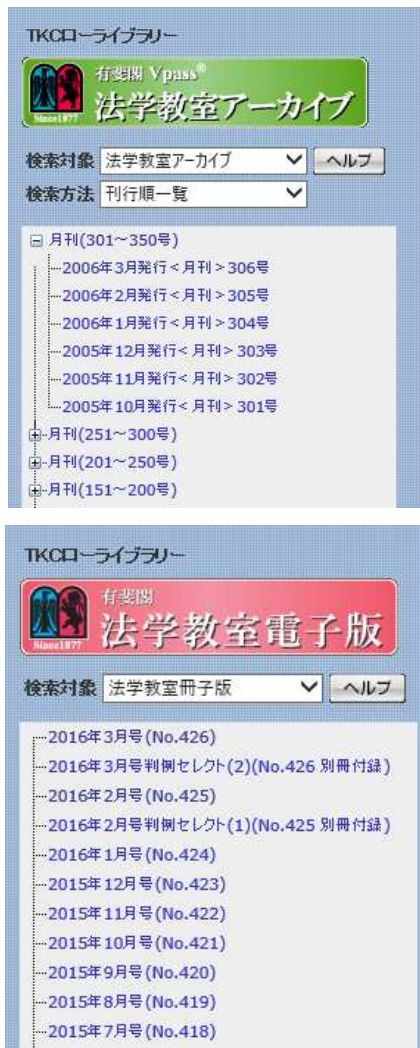 TKCローライブラリー
有斐閣 Vpass®
法学教室アーカイブ
Since1877
検索対象 法学教室アーカイブ ヘルプ
検索方法 刊行順一覧
月刊(301～350号)
2006年3月発行<月刊>306号
2006年2月発行<月刊>305号
2006年1月発行<月刊>304号
2005年12月発行<月刊>303号
2005年11月発行<月刊>302号
2005年10月発行<月刊>301号
月刊(251～300号)
月刊(201～250号)
月刊(151～200号)
TKCローライブラリー
有斐閣
法学教室電子版
Since1877
検索対象 法学教室冊子版 ヘルプ
2016年3月号(No.426)
2016年3月号判例セレクト(2)(No.426 別冊付録)
2016年2月号(No.425)
2016年2月号判例セレクト(1)(No.425 別冊付録)
2016年1月号(No.424)
2015年12月号(No.423)
2015年11月号(No.422)
2015年10月号(No.421)
2015年9月号(No.420)
2015年8月号(No.419)
2015年7月号(No.418)